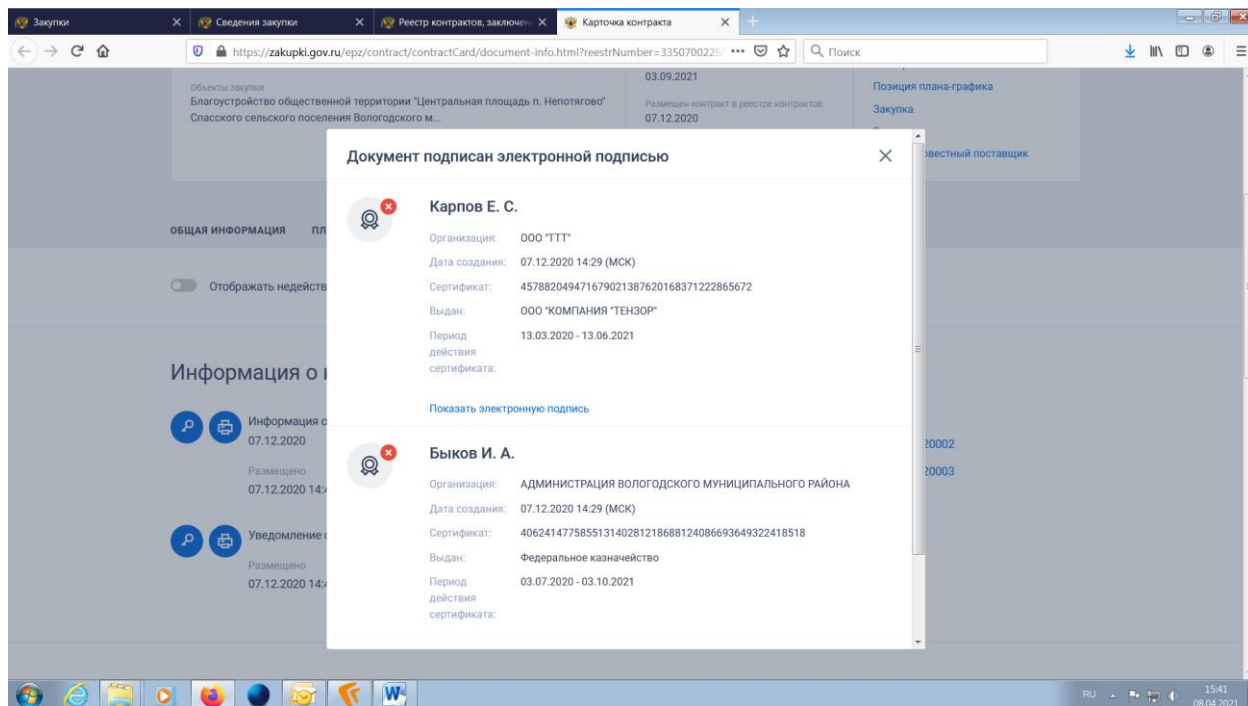 Закупки
Сведения закупки
Реестр контрактов, заключен
Карточка контракта
https://zakupki.gov.ru/epz/contract/contractCard/document-info.html?reestrNumber=3350700225
Поиск
Объекты закупки
Благоустройство общественной территории "Центральная площадь п. Непотягово"
Спасского сельского поселения Вологодского м...
03.09.2021
Размещен контракт в реестре контрактов
07.12.2020
Позиция плана-графика
Закупка
овестный поставщик
ОБЩАЯ ИНФОРМАЦИЯ ПЛ
Отображать недейств
Информация о
Информация о
07.12.2020
Размещено
07.12.2020 14:4
Уведомление
Размещено
07.12.2020 14:4
20002
20003
Документ подписан электронной подписью
Карпов Е. С.
Организация: ООО "ТТТ"
Дата создания: 07.12.2020 14:29 (МСК)
Сертификат: 457882049471679021387620168371222865672
Выдан: ООО "КОМПАНИЯ "ТЕНЗОР"
Период 13.03.2020 - 13.06.2021
действия
сертификата:
Показать электронную подпись
Быков И. А.
Организация: АДМИНИСТРАЦИЯ ВОЛОГОДСКОГО МУНИЦИПАЛЬНОГО РАЙОНА
Дата создания: 07.12.2020 14:29 (МСК)
Сертификат: 406241477585513140281218688124086693649322418518
Выдан: Федеральное казначейство
Период 03.07.2020 - 03.10.2021
действия
сертификата:
RU
15:41
08.04.2021